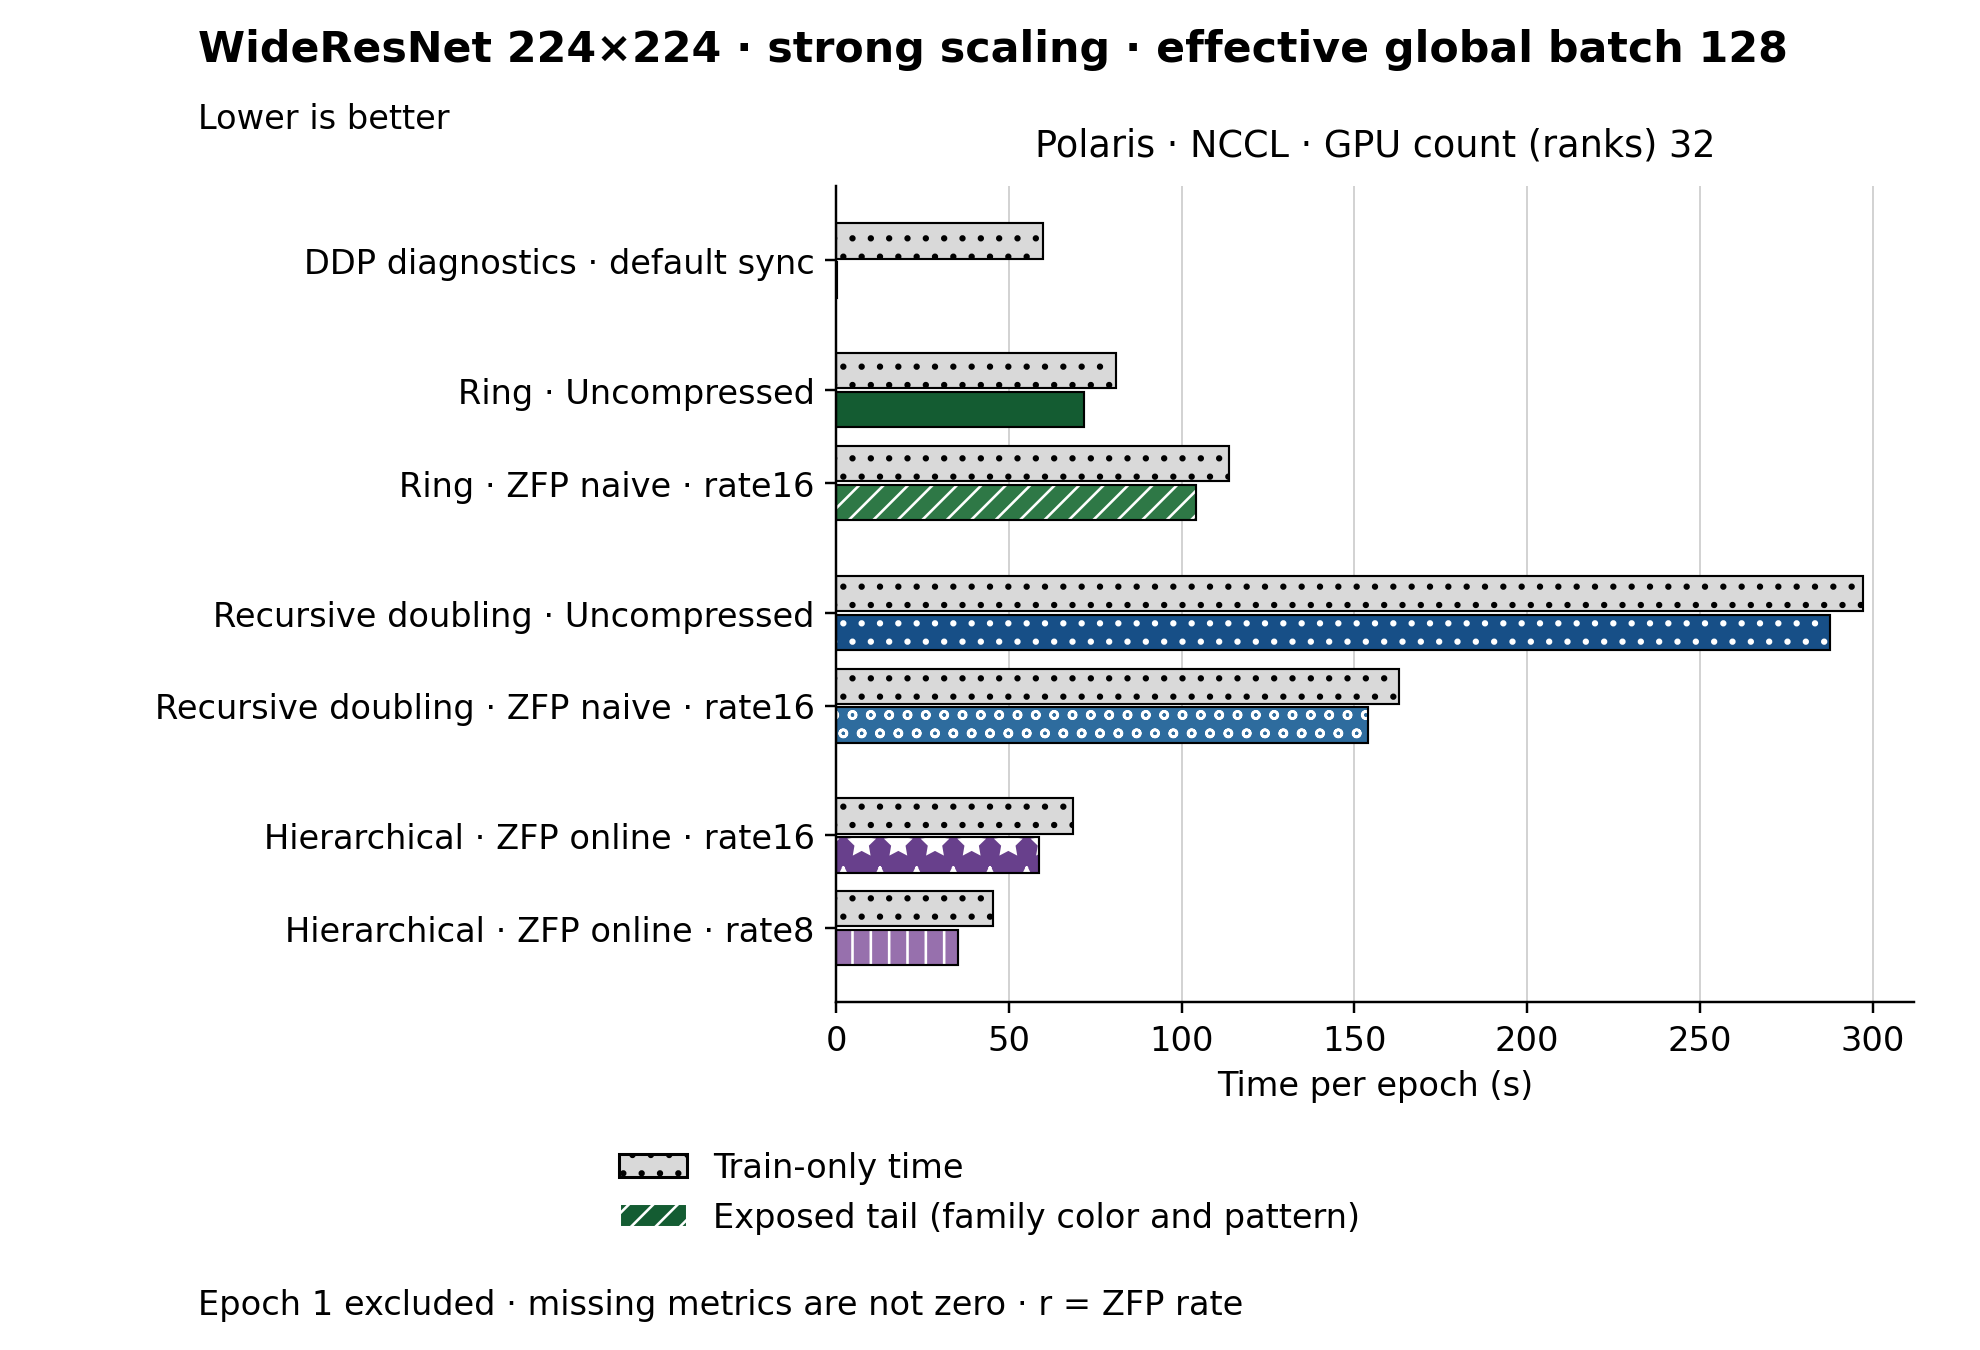 WideResNet 224×224 · strong scaling · effective global batch 128
Lower is better
Polaris · NCCL · GPU count (ranks) 32
DDP diagnostics · default sync
Ring · Uncompressed
Ring · ZFP naive · rate16
Recursive doubling · Uncompressed
Recursive doubling · ZFP naive · rate16
Hierarchical · ZFP online · rate16
Hierarchical · ZFP online · rate8
0 50 100 150 200 250 300
Time per epoch (s)
Train-only time
Exposed tail (family color and pattern)
Epoch 1 excluded · missing metrics are not zero · r = ZFP rate